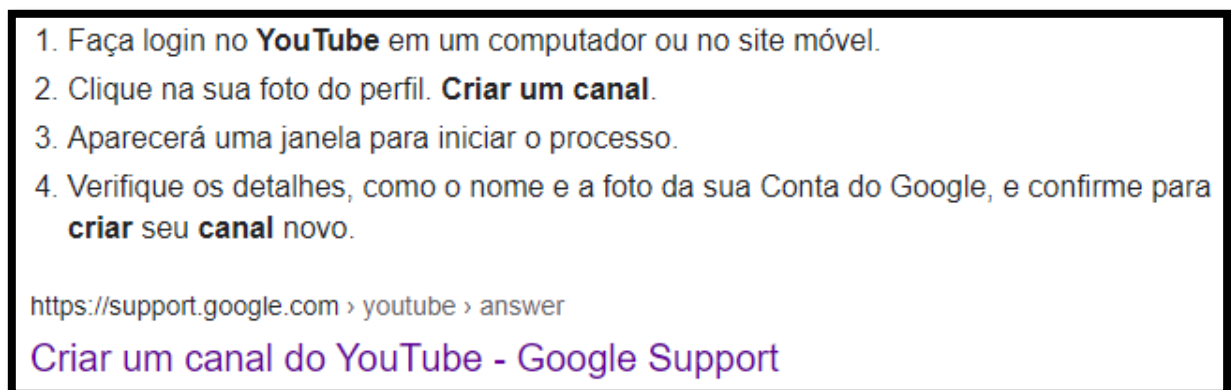 1. Faça login no YouTube em um computador ou no site móvel.
2. Clique na sua foto do perfil. Criar um canal.
3. Aparecerá uma janela para iniciar o processo.
4. Verifique os detalhes, como o nome e a foto da sua Conta do Google, e confirme para
criar seu canal novo.
https://support.google.com › youtube › answer
Criar um canal do YouTube - Google Support